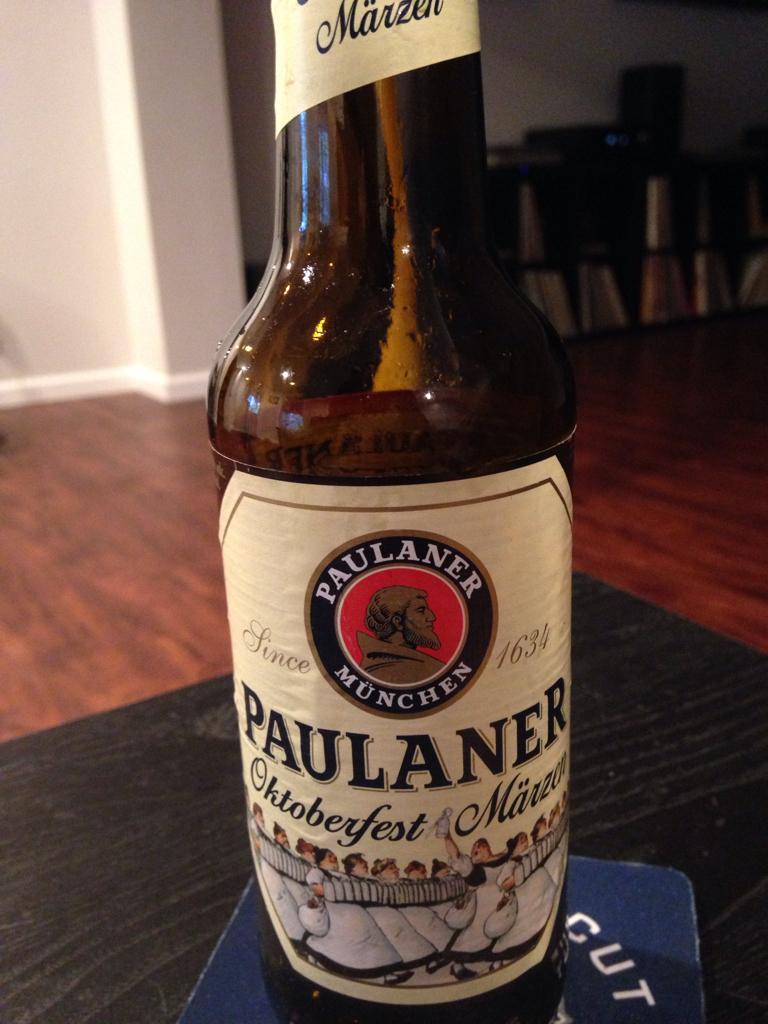 Märzen
PAULANER
MÜNCHEN
Since 1634
PAULANER
Oktoberfest Märzen
CUT